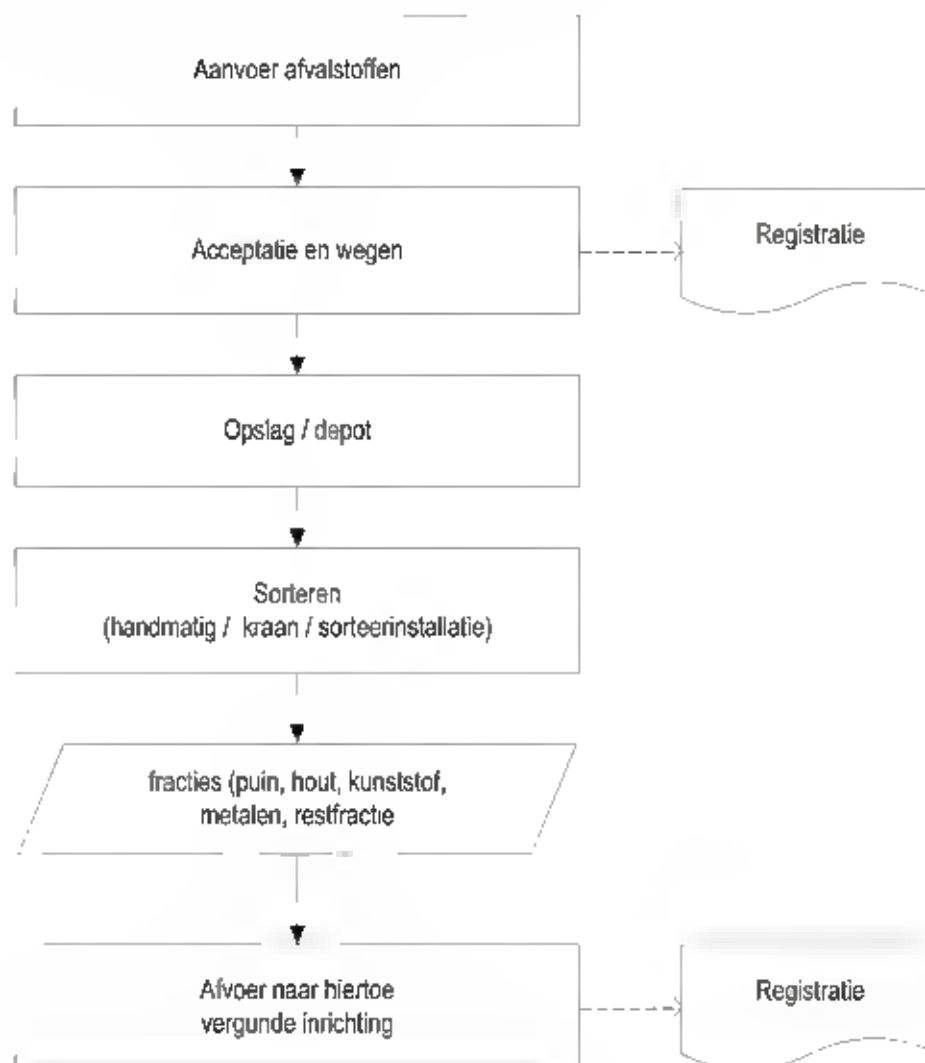 Aanvoer afvalstoffen
Acceptatie en wegen
Registratie
Opslag / depot
Sorteren
(handmatig / kraan / sorteerinstallatie)
fracties (puin, hout, kunststof,
metalen, restfractie
Afvoer naar hiertoe
vergunde inrichting
Registratie